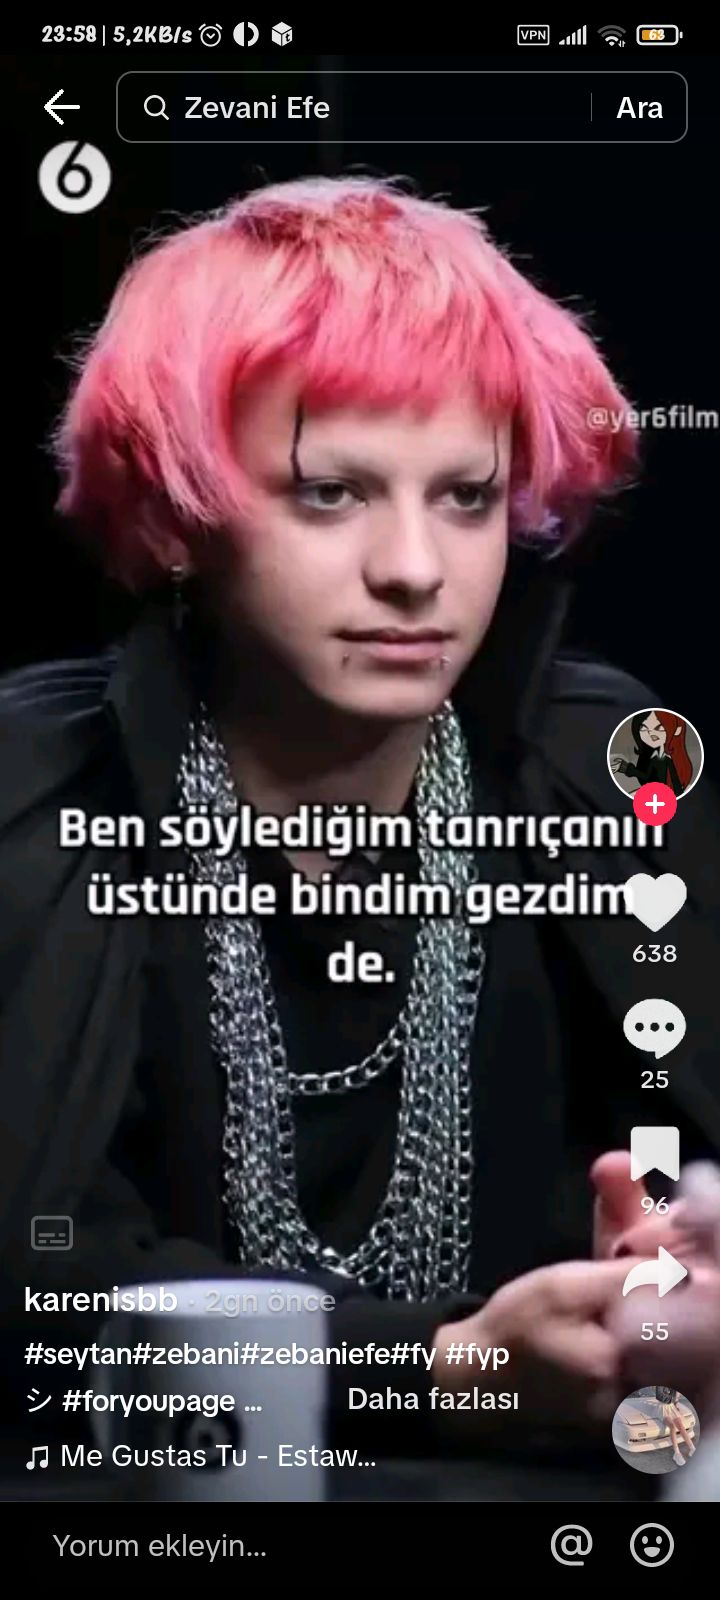 23:58 | 5,2KB/s
VPN
63
Zevani Efe
Ara
6
@yer6film
Ben söylediğim tanrıçanın
üstünde bindim gezdim
de.
638
25
96
55
karenisbb · 2gn önce
#seytan#zebani#zebaniefe#fy #fyp
シ #foryoupage ... Daha fazlası
Me Gustas Tu - Estaw...
Yorum ekleyin...
@